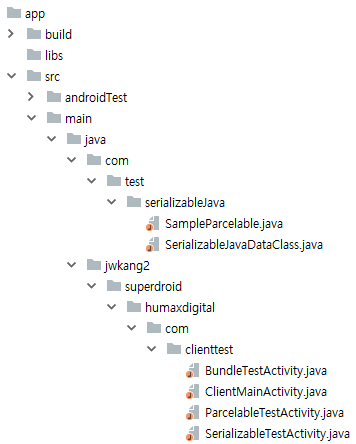 app
build
libs
src
androidTest
main
java
com
test
serializableJava
SampleParcelable.java
SerializableJavaDataClass.java
jwkang2
superdroid
humaxdigital
com
clienttest
BundleTestActivity.java
ClientMainActivity.java
ParcelableTestActivity.java
SerializableTestActivity.java